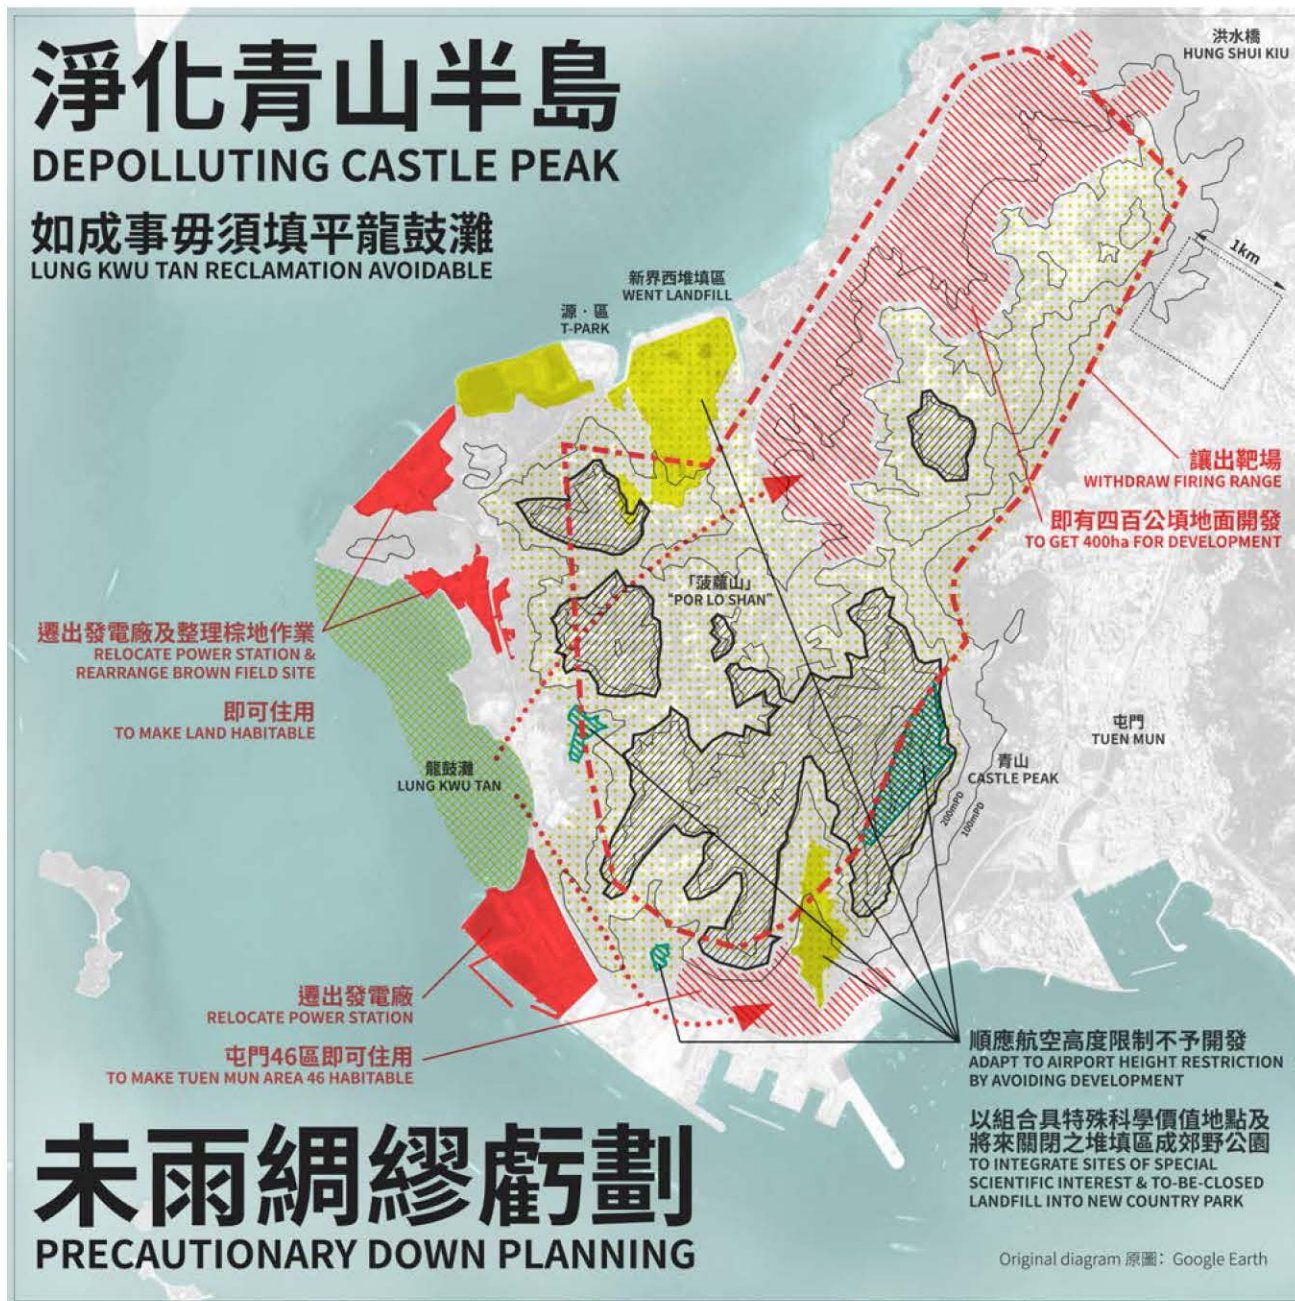 淨化青山半島
DEPOLLUTING CASTLE PEAK
如成事毋須填平龍鼓灘
LUNG KWU TAN RECLAMATION AVOIDABLE
洪水橋
HUNG SHUI KIU
1km
新界西堆填區
WENT LANDFILL
源·區
T-PARK
讓出靶場
WITHDRAW FIRING RANGE
即有四百公頃地面開發
TO GET 400ha FOR DEVELOPMENT
「菠蘿山」
"POR LO SHAN"
遷出發電廠及整理棕地作業
RELOCATE POWER STATION &
REARRANGE BROWN FIELD SITE
即可住用
TO MAKE LAND HABITABLE
龍鼓灘
LUNG KWU TAN
屯門
TUEN MUN
青山
CASTLE PEAK
200mPD
100mPD
遷出發電廠
RELOCATE POWER STATION
屯門46區即可住用
TO MAKE TUEN MUN AREA 46 HABITABLE
順應航空高度限制不予開發
ADAPT TO AIRPORT HEIGHT RESTRICTION
BY AVOIDING DEVELOPMENT
以組合具特殊科學價值地點及
將來關閉之堆填區成郊野公園
TO INTEGRATE SITES OF SPECIAL
SCIENTIFIC INTEREST & TO-BE-CLOSED
LANDFILL INTO NEW COUNTRY PARK
未雨綢繆虧劃
PRECAUTIONARY DOWN PLANNING
Original diagram 原圖：Google Earth